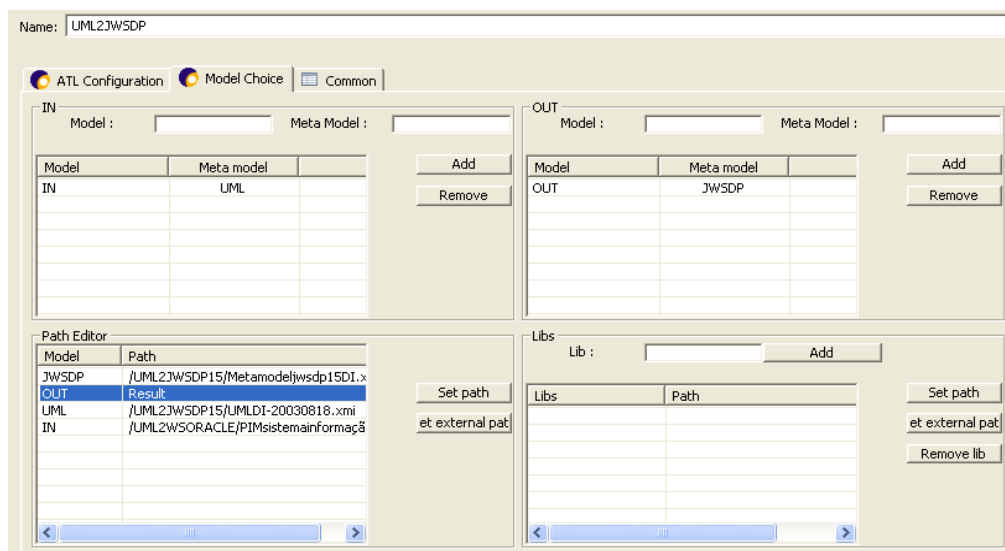 Name: UML2JWSDP
ATL Configuration Model Choice Common
IN
Model : Meta Model :
Model Meta model Add
IN UML
Remove
OUT
Model : Meta Model :
Model Meta model Add
OUT JWSDP
Remove
Path Editor
Model Path
JWSDP /UML2JWSDP15/Metamodeljwsdp15DI.x
OUT Result Set path
UML /UML2JWSDP15/UMLDI-20030818.xmi
IN /UML2WSORACLE/PIMsistemainformaçã et external pat
Libs
Lib : Add
Libs Path Set path
et external pat
Remove lib